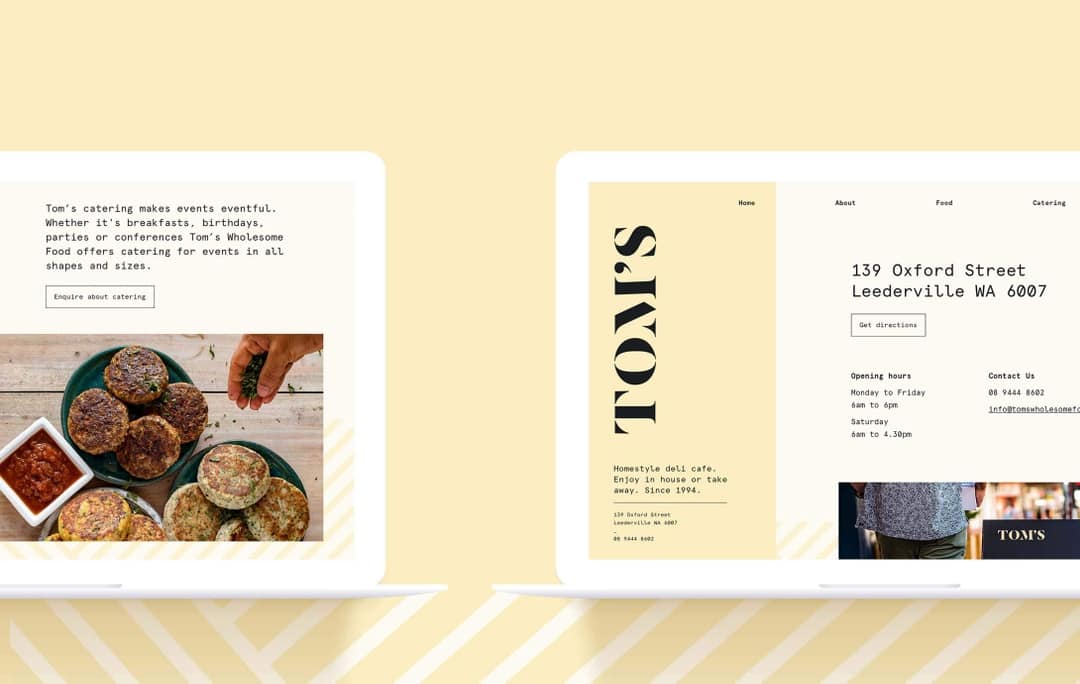 Tom's catering makes events eventful.
Whether it's breakfasts, birthdays,
parties or conferences Tom's Wholesome
Food offers catering for events in all
shapes and sizes.
Enquire about catering
Home
About
Food
Catering
TOM'S
139 Oxford Street
Leederville WA 6007
Get directions
Opening hours
Monday to Friday
6am to 6pm
Saturday
6am to 4.30pm
Contact Us
08 9444 8602
Homestyle deli cafe.
Enjoy in house or take
away. Since 1994.
139 Oxford Street
Leederville WA 6007
08 9444 8602
TOM'S